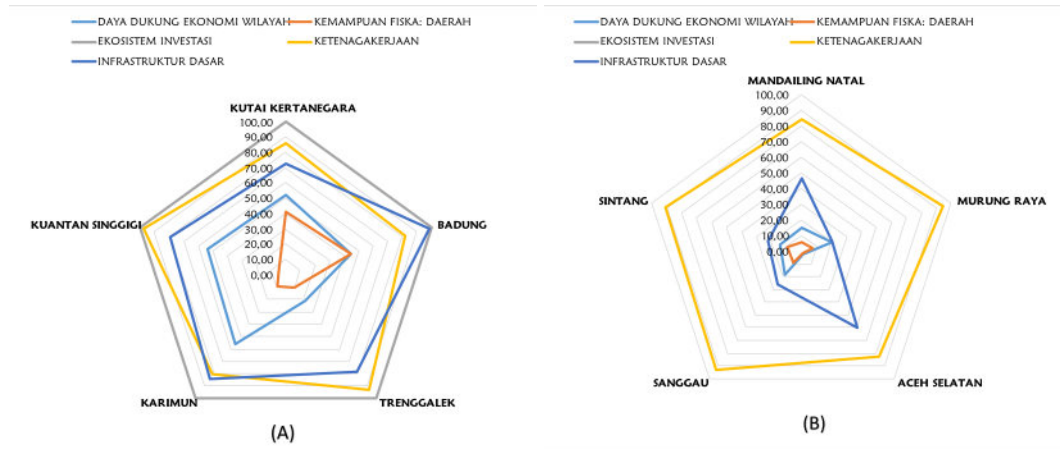 DAYA DUKUNG EKONOMI WILAYAH
KEMAMPUAN FISKA: DAERAH
EKOSISTEM INVESTASI
KETENAGAKERJAAN
INFRASTRUKTUR DASAR
KUTAI KERTANEGARA
100,00
90,00
80,00
70,00
60,00
50,00
40,00
30,00
20,00
10,00
0,00
KUANTAN SINGGIGI
BADUNG
KARIMUN
TRENGGALEK
(A)
DAYA DUKUNG EKONOMI WILAYAH
KEMAMPUAN FISKA: DAERAH
EKOSISTEM INVESTASI
KETENAGAKERJAAN
INFRASTRUKTUR DASAR
MANDAILING NATAL
100,00
90,00
80,00
70,00
60,00
50,00
40,00
30,00
20,00
10,00
0,00
SINTANG
MURUNG RAYA
SANGGAU
ACEH SELATAN
(B)